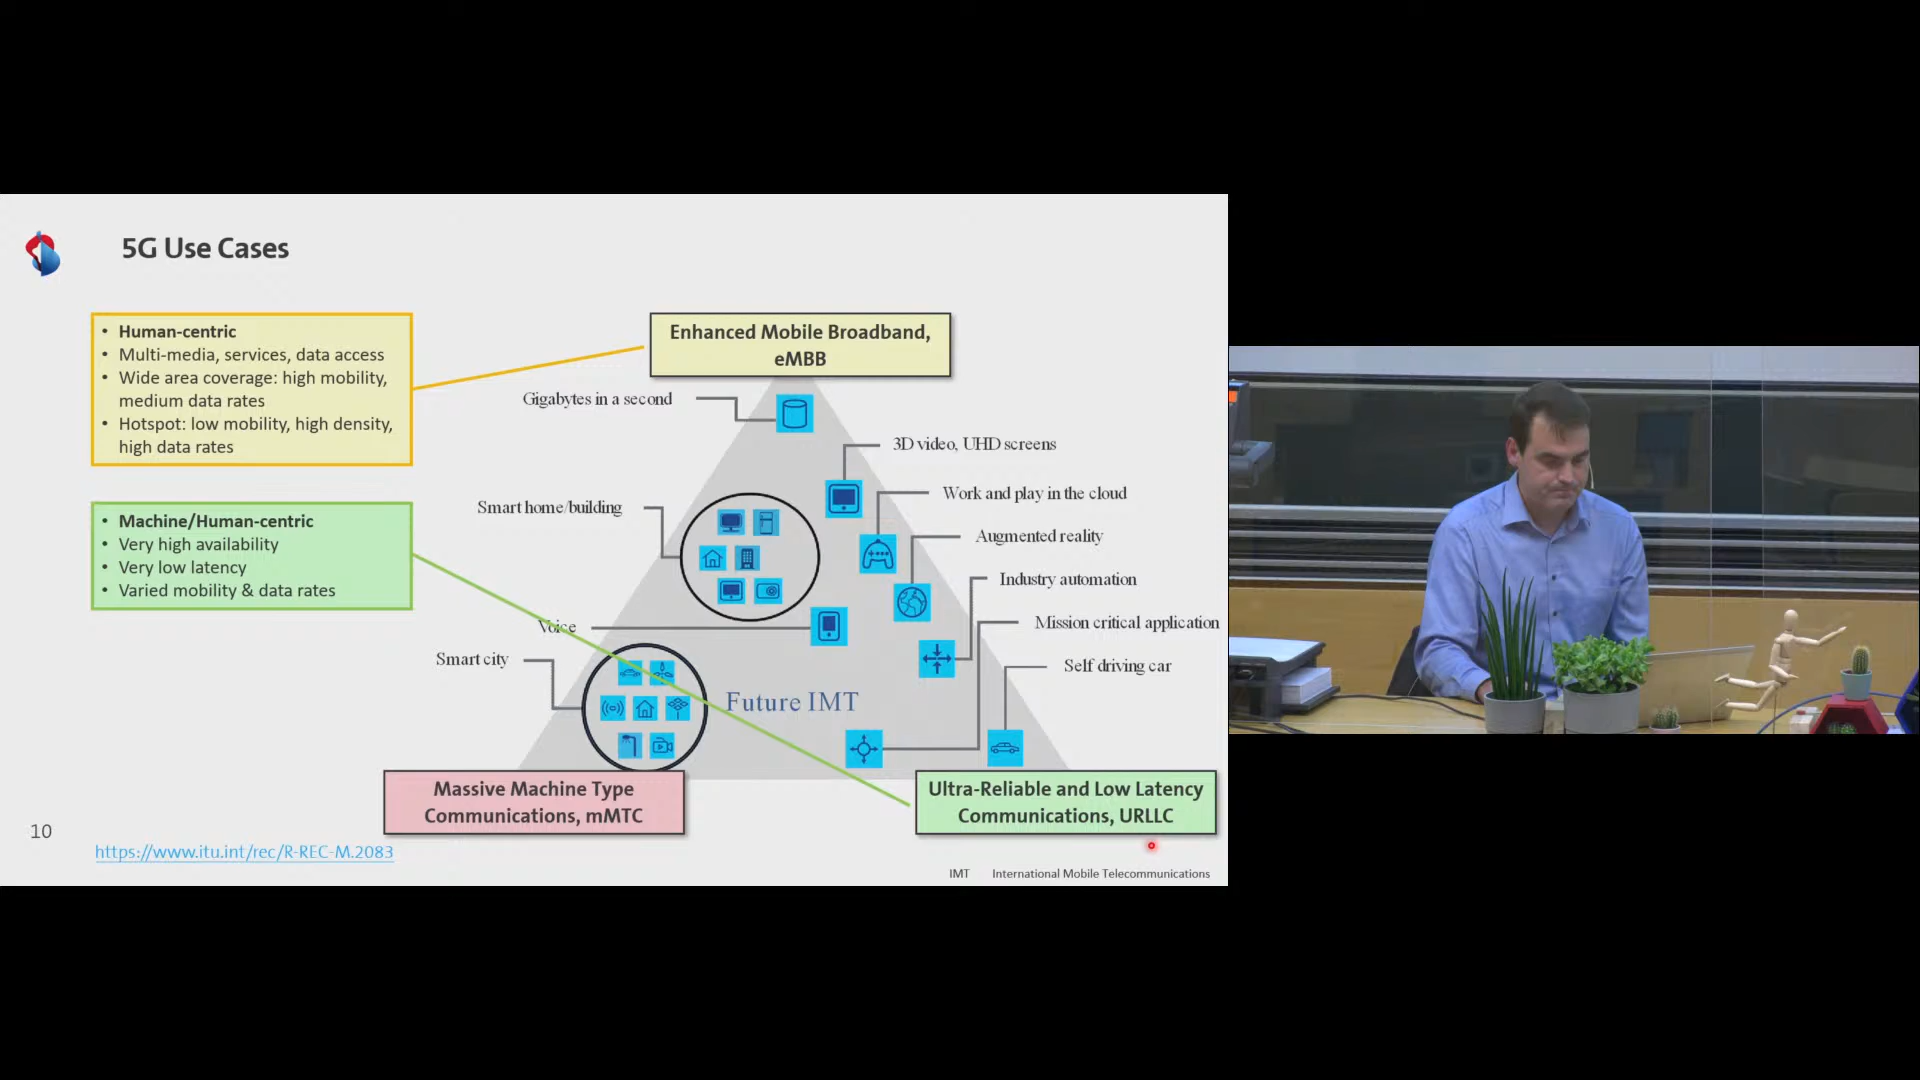 5G Use Cases
• Human-centric
• Multi-media, services, data access
• Wide area coverage: high mobility,
medium data rates
• Hotspot: low mobility, high density,
high data rates
• Machine/Human-centric
• Very high availability
• Very low latency
• Varied mobility & data rates
Enhanced Mobile Broadband,
eMBB
Gigabytes in a second
3D video, UHD screens
Work and play in the cloud
Smart home/building
Augmented reality
Industry automation
Mission critical application
Voice
Smart city
Self driving car
Future IMT
Massive Machine Type
Communications, mMTC
Ultra-Reliable and Low Latency
Communications, URLLC
10
https://www.itu.int/rec/R-REC-M.2083
IMT International Mobile Telecommunications